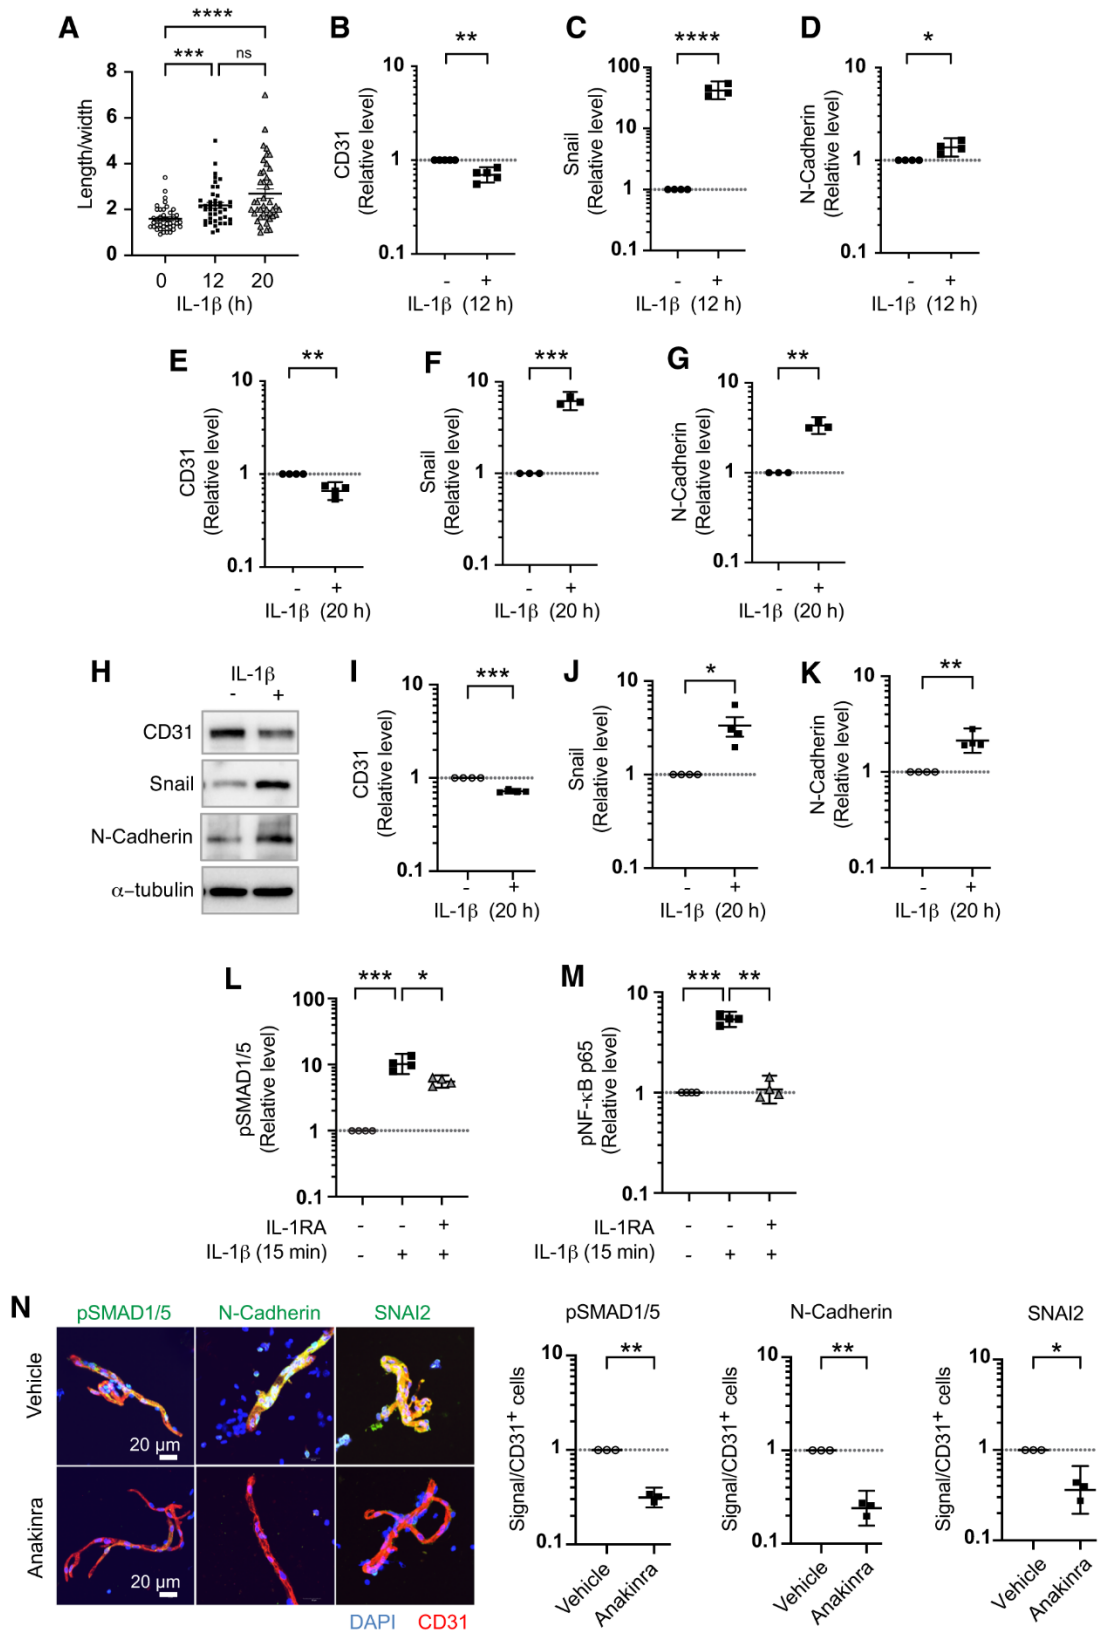 A
B
C
D
****
***
ns
**
****
*
Length/width
8
6
4
2
0
0
12
20
IL-1β (h)
CD31
(Relative level)
10
1
0.1
-
+
IL-1β (12 h)
Snail
(Relative level)
100
10
1
0.1
-
+
IL-1β (12 h)
N-Cadherin
(Relative level)
10
1
0.1
-
+
IL-1β (12 h)
E
F
G
**
***
**
CD31
(Relative level)
10
1
0.1
-
+
IL-1β (20 h)
Snail
(Relative level)
10
1
0.1
-
+
IL-1β (20 h)
N-Cadherin
(Relative level)
10
1
0.1
-
+
IL-1β (20 h)
H
IL-1β
-
+
CD31
Snail
N-Cadherin
α–tubulin
I
***
CD31
(Relative level)
10
1
0.1
-
+
IL-1β (20 h)
J
*
Snail
(Relative level)
10
1
0.1
-
+
IL-1β (20 h)
K
**
N-Cadherin
(Relative level)
10
1
0.1
-
+
IL-1β (20 h)
L
***
*
pSMAD1/5
(Relative level)
100
10
1
0.1
IL-1RA - - +
IL-1β (15 min) - + +
M
***
**
pNF-κB p65
(Relative level)
10
1
0.1
IL-1RA - - +
IL-1β (15 min) - + +
N
pSMAD1/5
N-Cadherin
SNAI2
Vehicle
20 µm
Anakinra
20 µm
DAPI
CD31
pSMAD1/5
**
Signal/CD31+ cells
10
1
0.1
Vehicle
Anakinra
N-Cadherin
**
Signal/CD31+ cells
10
1
0.1
Vehicle
Anakinra
SNAI2
*
Signal/CD31+ cells
10
1
0.1
Vehicle
Anakinra